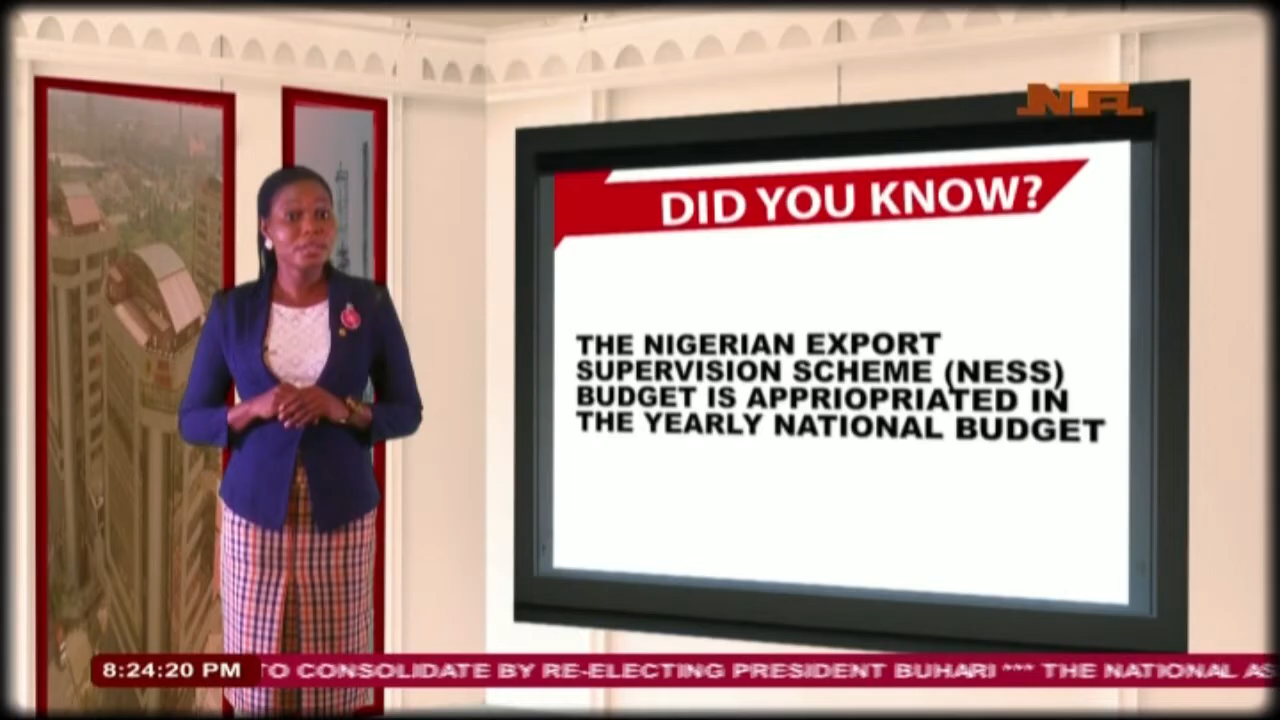 NTA
DID YOU KNOW?
THE NIGERIAN EXPORT
SUPERVISION SCHEME (NESS)
BUDGET IS APPRIOPRIATED IN
THE YEARLY NATIONAL BUDGET
8:24:20 PM
TO CONSOLIDATE BY RE-ELECTING PRESIDENT BUHARI *** THE NATIONAL AS